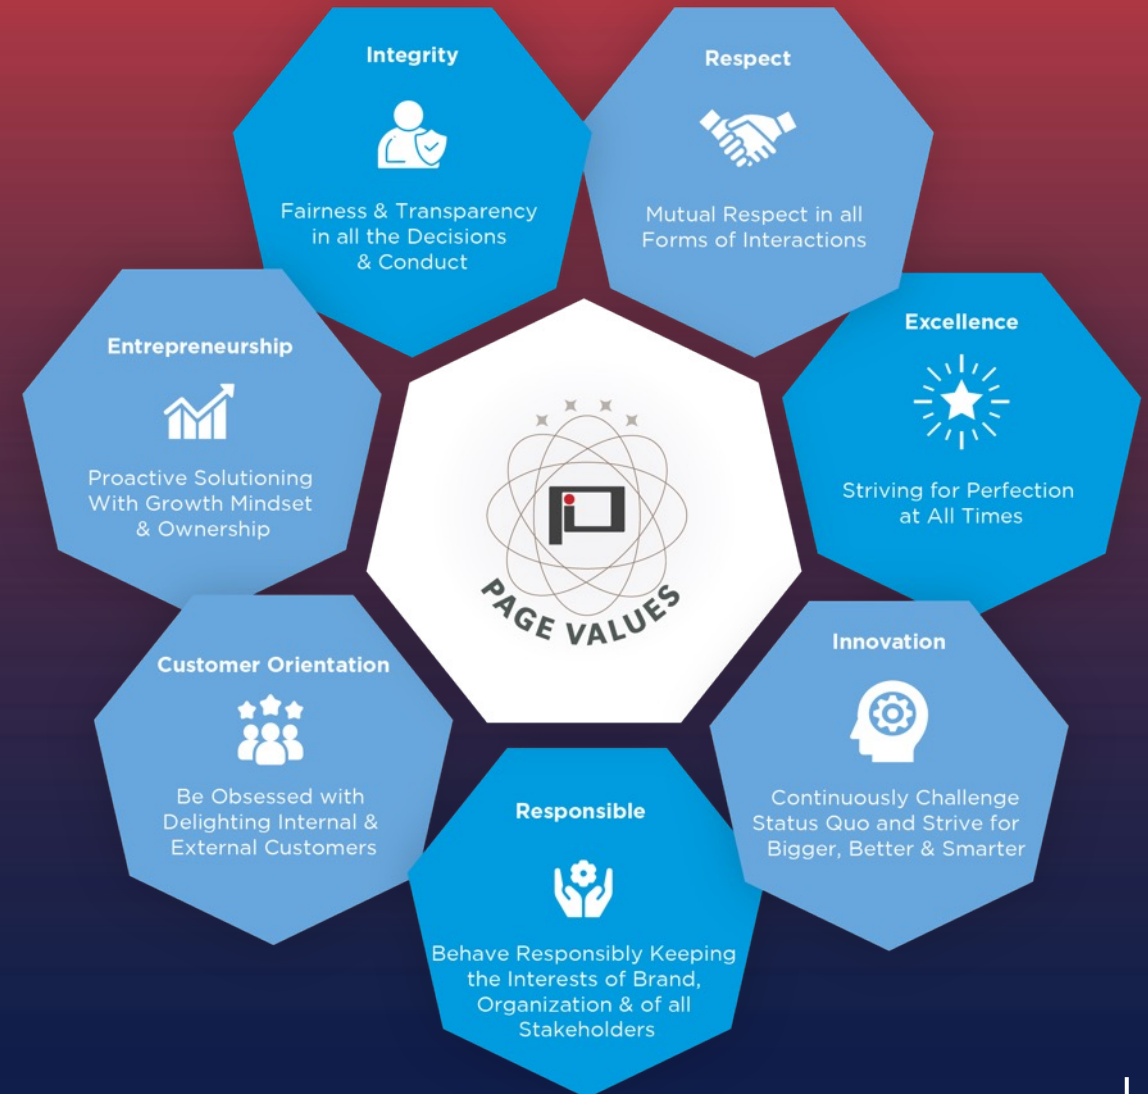 Integrity
Fairness & Transparency
in all the Decisions
& Conduct
Respect
Mutual Respect in all
Forms of Interactions
Excellence
Striving for Perfection
at All Times
Innovation
Continuously Challenge
Status Quo and Strive for
Bigger, Better & Smarter
Responsible
Behave Responsibly Keeping
the Interests of Brand,
Organization & of all
Stakeholders
Customer Orientation
Be Obsessed with
Delighting Internal &
External Customers
Entrepreneurship
Proactive Solutioning
With Growth Mindset
& Ownership
PAGE VALUES